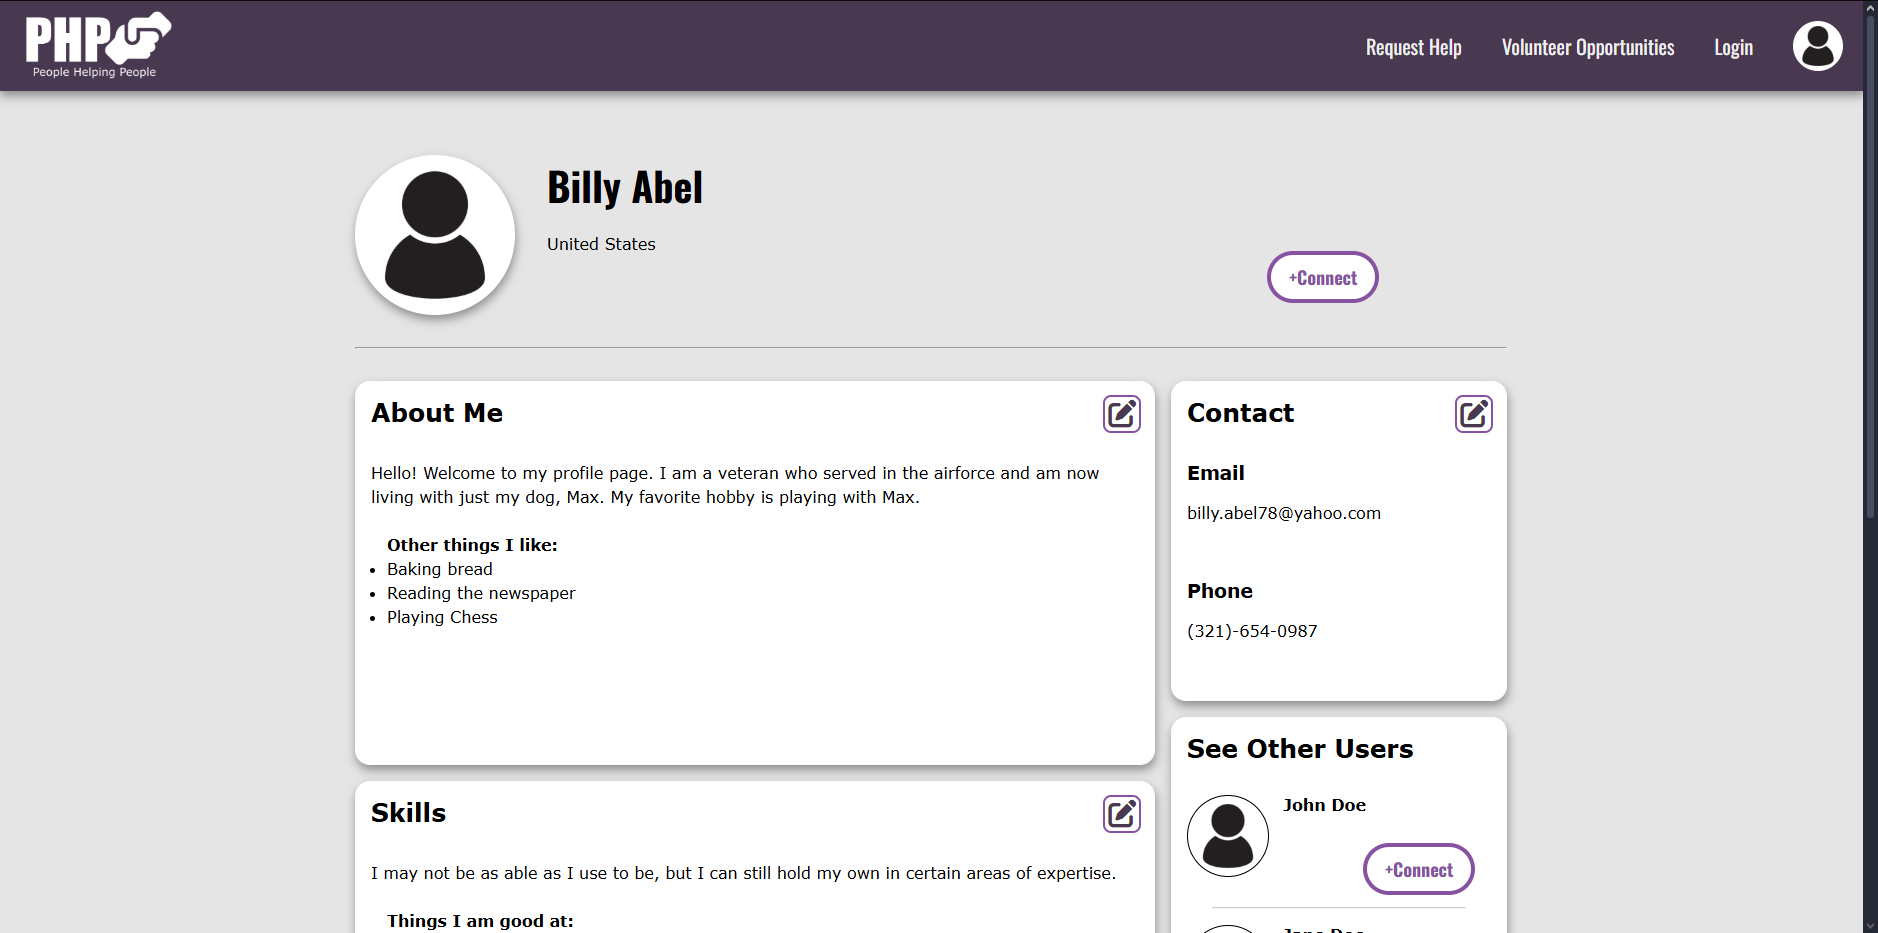 PHP
People Helping People
Request Help
Volunteer Opportunities
Login
Billy Abel
United States
+Connect
About Me
Hello! Welcome to my profile page. I am a veteran who served in the airforce and am now
living with just my dog, Max. My favorite hobby is playing with Max.
Other things I like:
• Baking bread
• Reading the newspaper
• Playing Chess
Skills
I may not be as able as I use to be, but I can still hold my own in certain areas of expertise.
Things I am good at:
Contact
Email
billy.abel78@yahoo.com
Phone
(321)-654-0987
See Other Users
John Doe
+Connect
Jane Doe